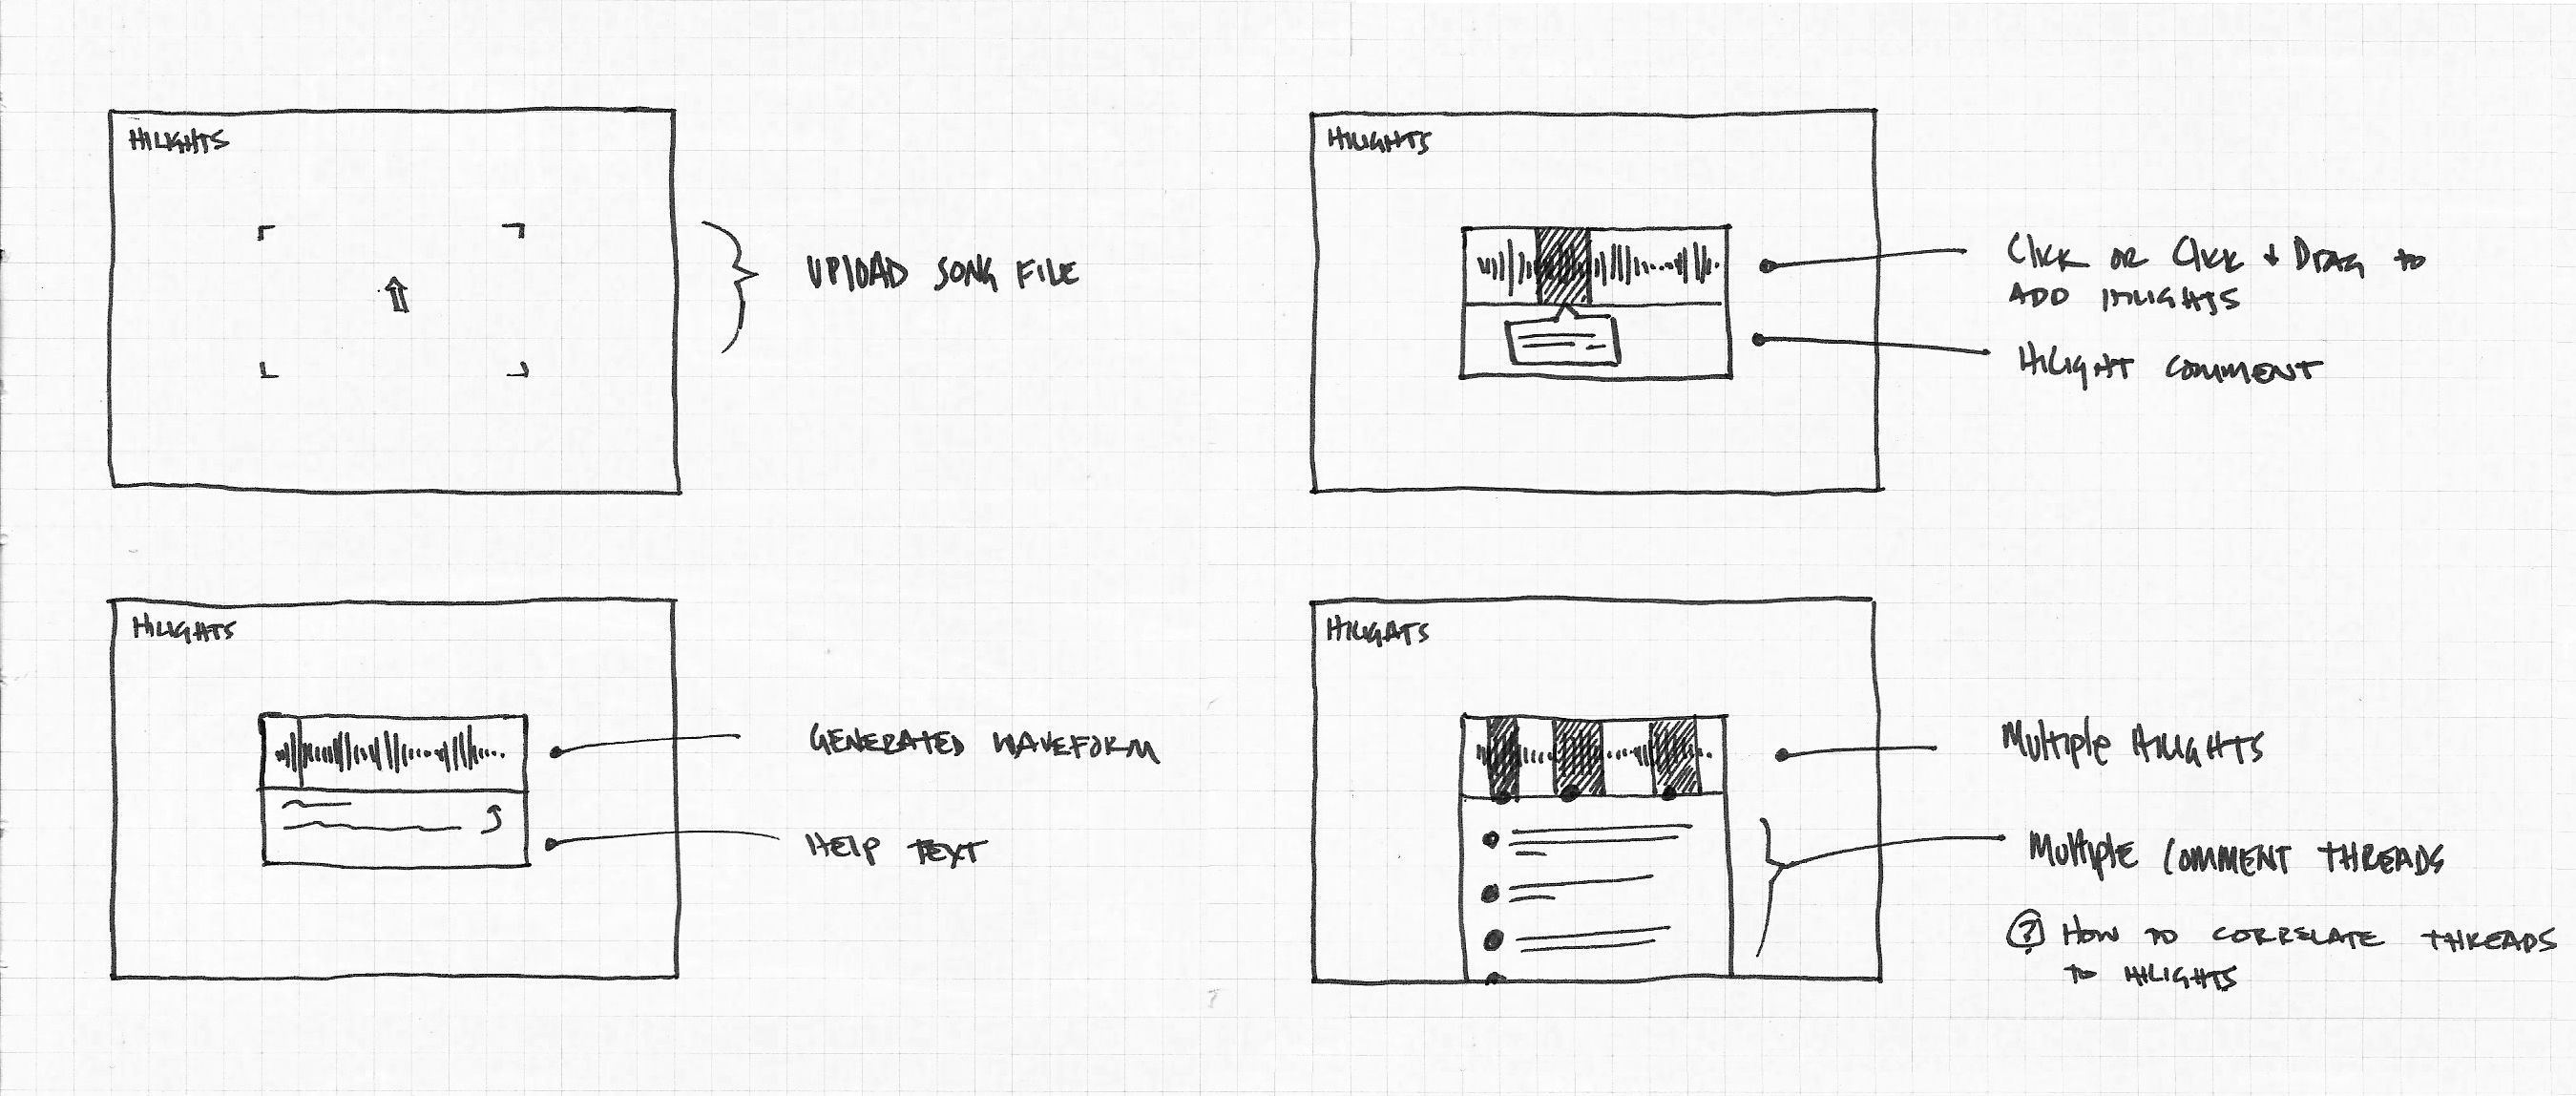 HILIGHTS
UPLOAD SONG FILE
HILIGHTS
GENERATED WAVEFORM
HELP TEXT
HILIGHTS
CLICK OR CLICK + DRAG TO
ADD HILIGHTS
HILIGHT COMMENT
HILIGHTS
MULTIPLE HILIGHTS
MULTIPLE COMMENT THREADS
? HOW TO CORRELATE THREADS
TO HILIGHTS